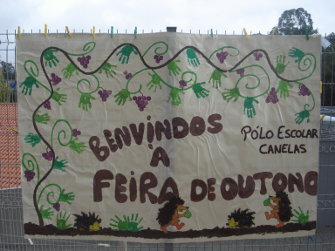 BENVINDOS
À
FEIRA DE OUTONO
PÓLO ESCOLAR
CANELAS